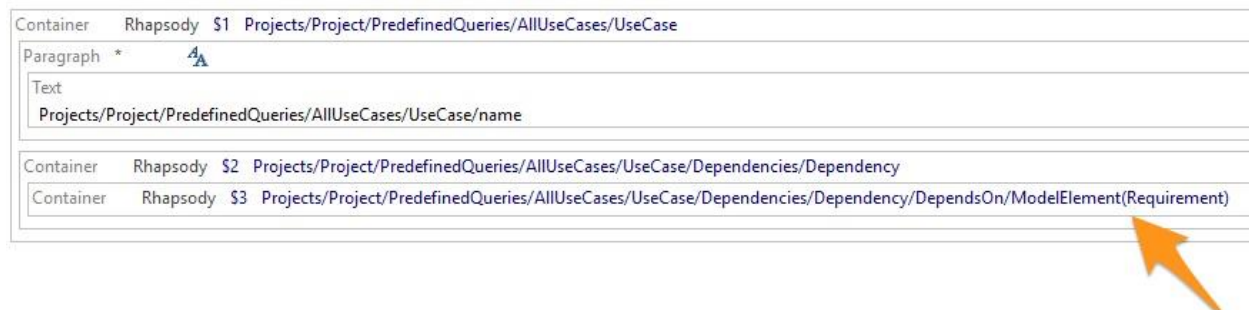 Container Rhapsody $1 Projects/Project/PredefinedQueries/AllUseCases/UseCase
Paragraph * AA
Text
Projects/Project/PredefinedQueries/AllUseCases/UseCase/name
Container Rhapsody $2 Projects/Project/PredefinedQueries/AllUseCases/UseCase/Dependencies/Dependency
Container Rhapsody $3 Projects/Project/PredefinedQueries/AllUseCases/UseCase/Dependencies/Dependency/DependsOn/ModelElement(Requirement)